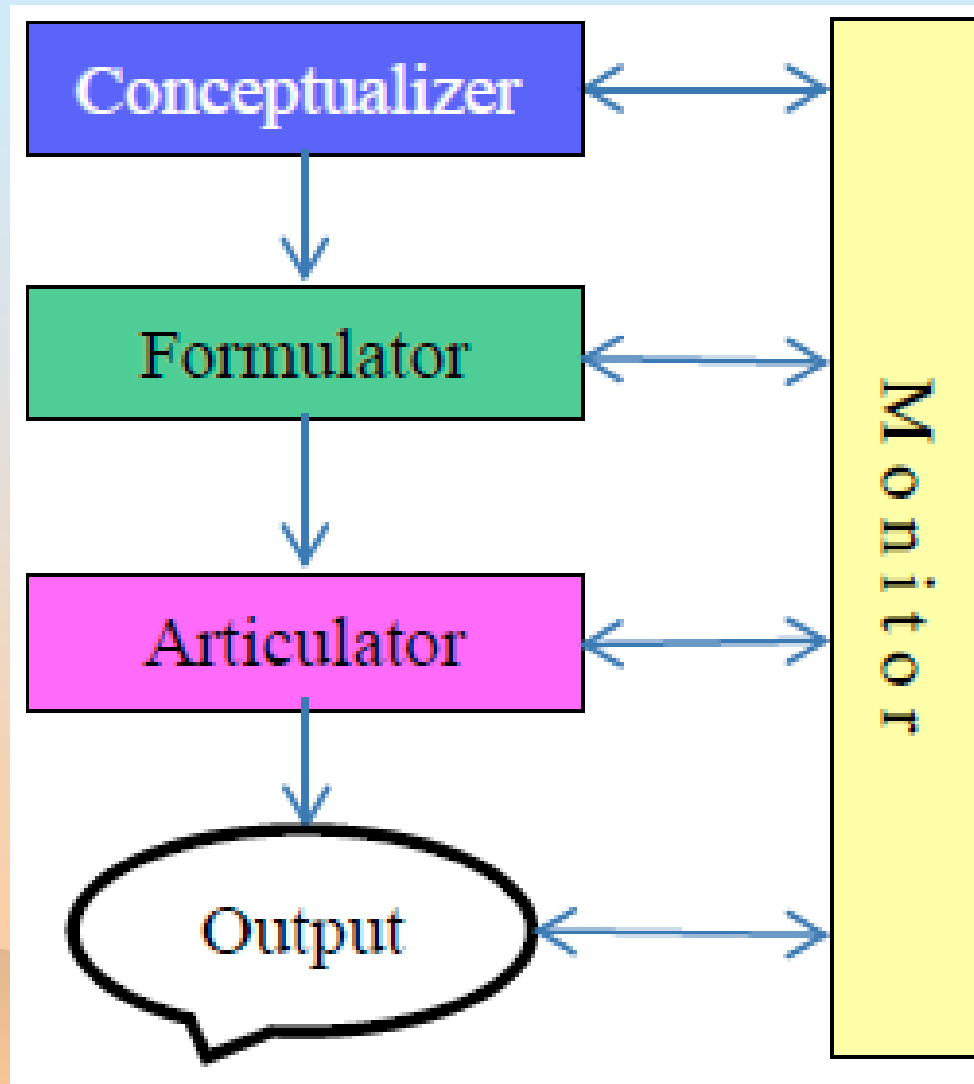 Conceptualizer
Formulator
Articulator
Output
Monitor